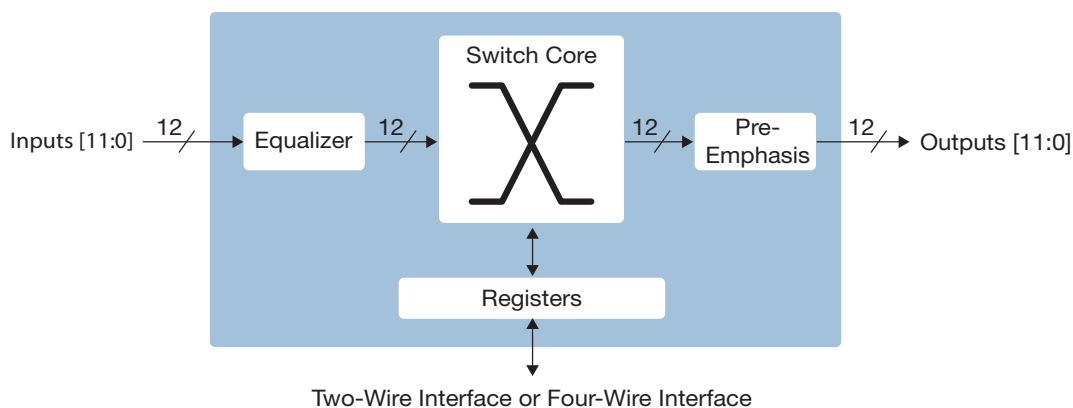 Switch Core
Inputs [11:0]
12
Equalizer
12
12
Pre-
Emphasis
12
Outputs [11:0]
Registers
Two-Wire Interface or Four-Wire Interface